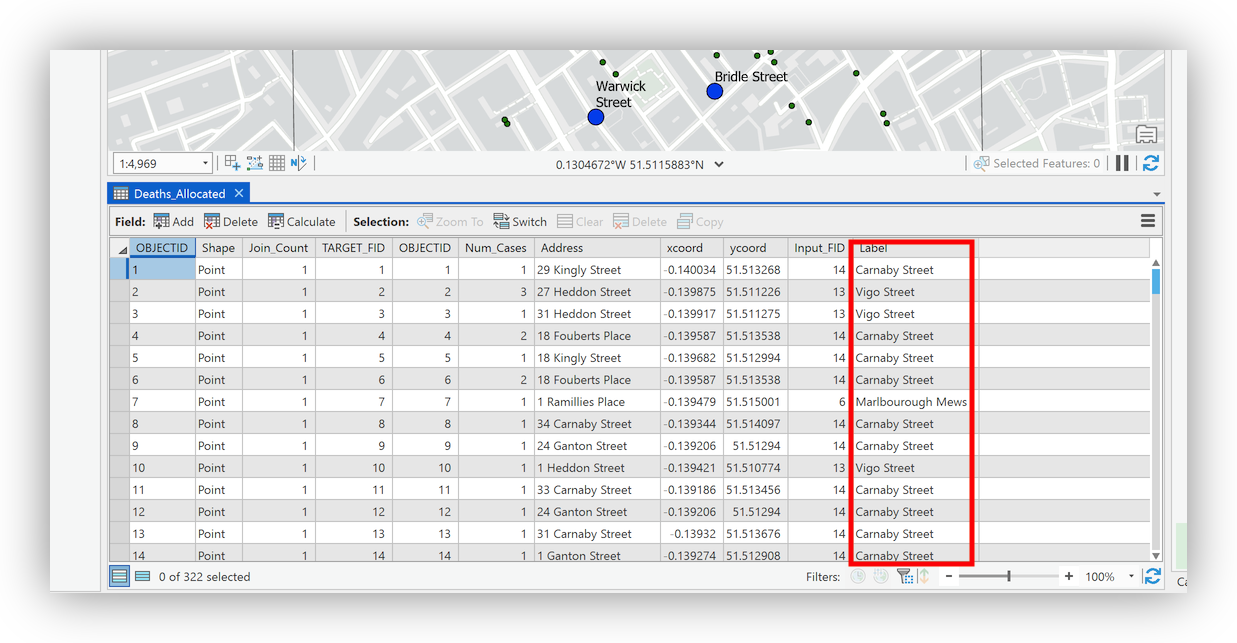 Bridle Street
Warwick
Street
1:4,969 0.1304672°W 51.5115883°N Selected Features: 0
Deaths_Allocated
Field: Add Delete Calculate Selection: Zoom To Switch Clear Delete Copy
OBJECTID Shape Join_Count TARGET_FID OBJECTID Num_Cases Address xcoord ycoord Input_FID Label
1 Point 1 1 1 1 29 Kingly Street -0.140034 51.513268 14 Carnaby Street
2 Point 1 2 2 3 27 Heddon Street -0.139875 51.511226 13 Vigo Street
3 Point 1 3 3 1 31 Heddon Street -0.139917 51.511275 13 Vigo Street
4 Point 1 4 4 2 18 Fouberts Place -0.139587 51.513538 14 Carnaby Street
5 Point 1 5 5 1 18 Kingly Street -0.139682 51.512994 14 Carnaby Street
6 Point 1 6 6 2 18 Fouberts Place -0.139587 51.513538 14 Carnaby Street
7 Point 1 7 7 1 1 Ramillies Place -0.139479 51.515001 6 Marlbourough Mews
8 Point 1 8 8 1 34 Carnaby Street -0.139344 51.514097 14 Carnaby Street
9 Point 1 9 9 1 24 Ganton Street -0.139206 51.51294 14 Carnaby Street
10 Point 1 10 10 1 1 Heddon Street -0.139421 51.510774 13 Vigo Street
11 Point 1 11 11 1 33 Carnaby Street -0.139186 51.513456 14 Carnaby Street
12 Point 1 12 12 1 24 Ganton Street -0.139206 51.51294 14 Carnaby Street
13 Point 1 13 13 1 31 Carnaby Street -0.13932 51.513676 14 Carnaby Street
14 Point 1 14 14 1 1 Ganton Street -0.139274 51.512908 14 Carnaby Street
0 of 322 selected Filters: - + 100%